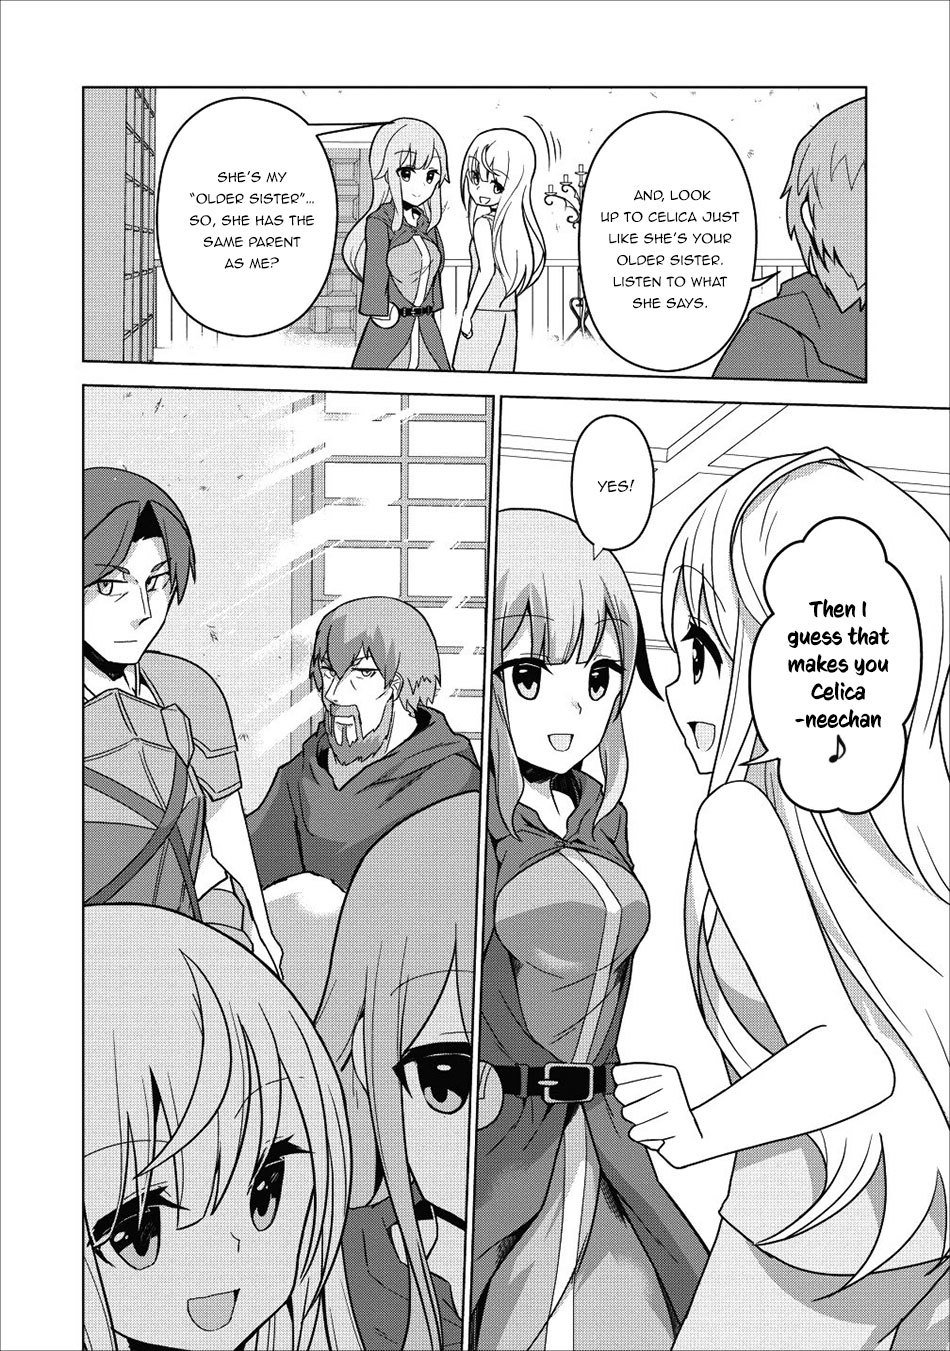 AND, LOOK
UP TO CELICA JUST
LIKE SHE'S YOUR
OLDER SISTER.
LISTEN TO WHAT
SHE SAYS.
SHE'S MY
"OLDER SISTER"...
SO, SHE HAS THE
SAME PARENT
AS ME?
Then I
guess that
makes you
Celica
-neechan
♪
YES!